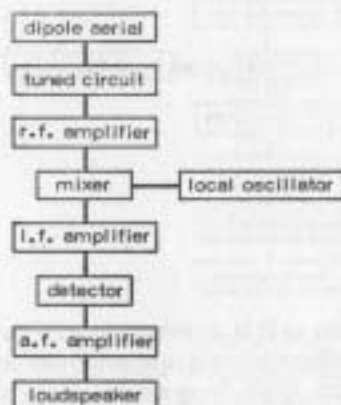 dipole aerial
tuned circuit
r.f. amplifier
mixer
local oscillator
i.f. amplifier
detector
a.f. amplifier
loudspeaker